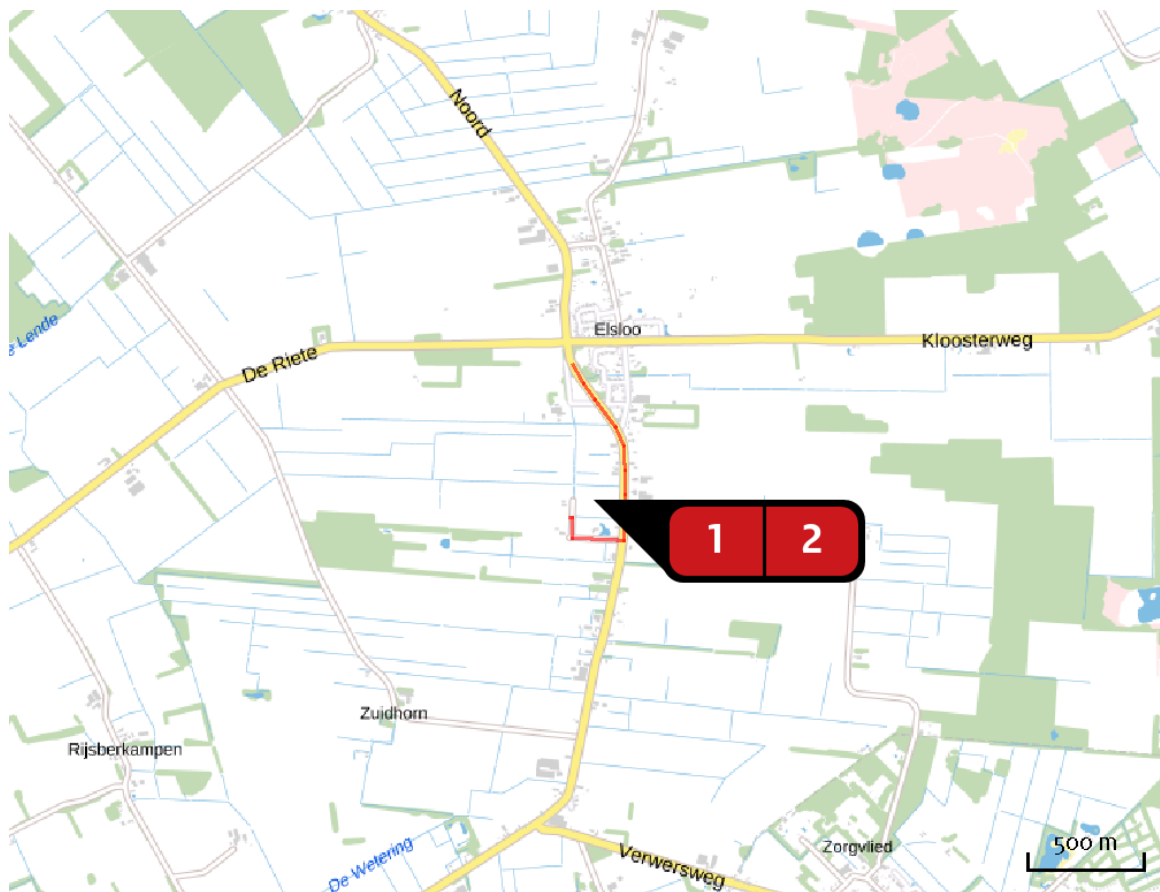 Noord
Elsloo
Kloosterweg
e Lende
De Riete
1 2
Zuidhorn
Rijsberkampen
De Wetering
Verwersweg
Zorgvlied
500 m